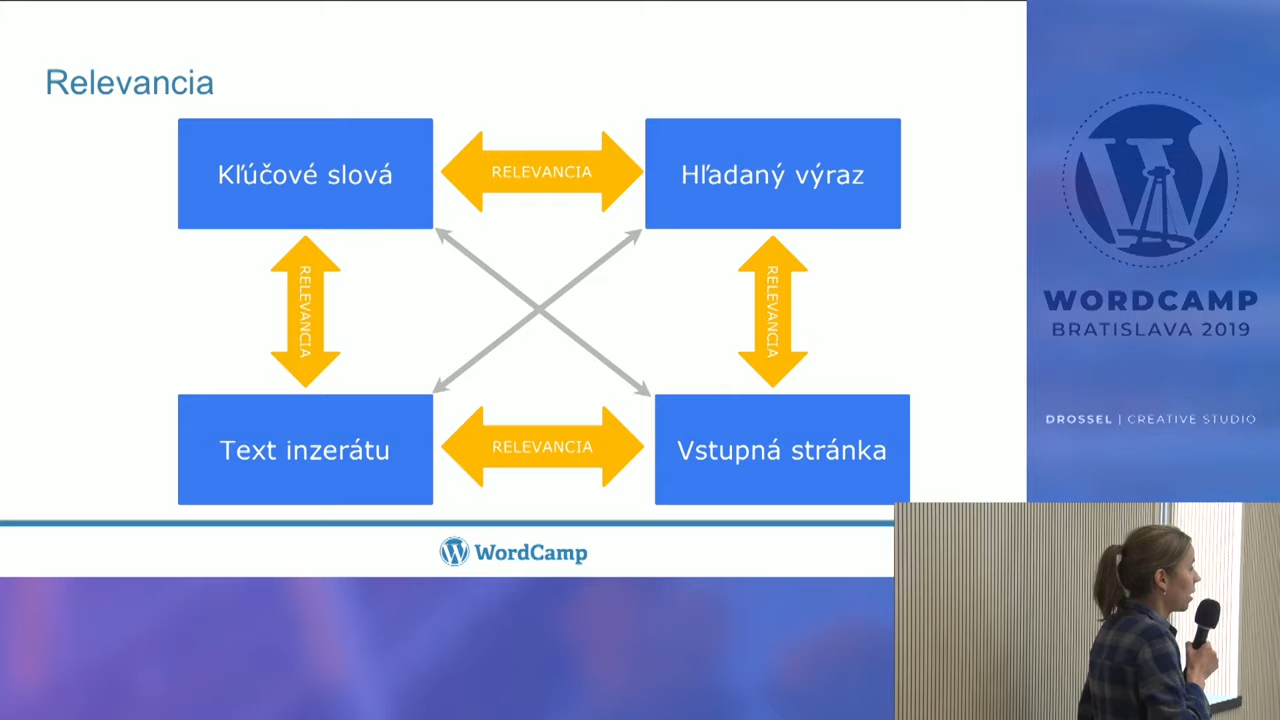 Relevancia
Kľúčové slová
RELEVANCIA
Hľadaný výraz
RELEVANCIA
RELEVANCIA
Text inzerátu
RELEVANCIA
Vstupná stránka
WordCamp
WORDCAMP
BRATISLAVA 2019
DROSSEL | CREATIVE STUDIO